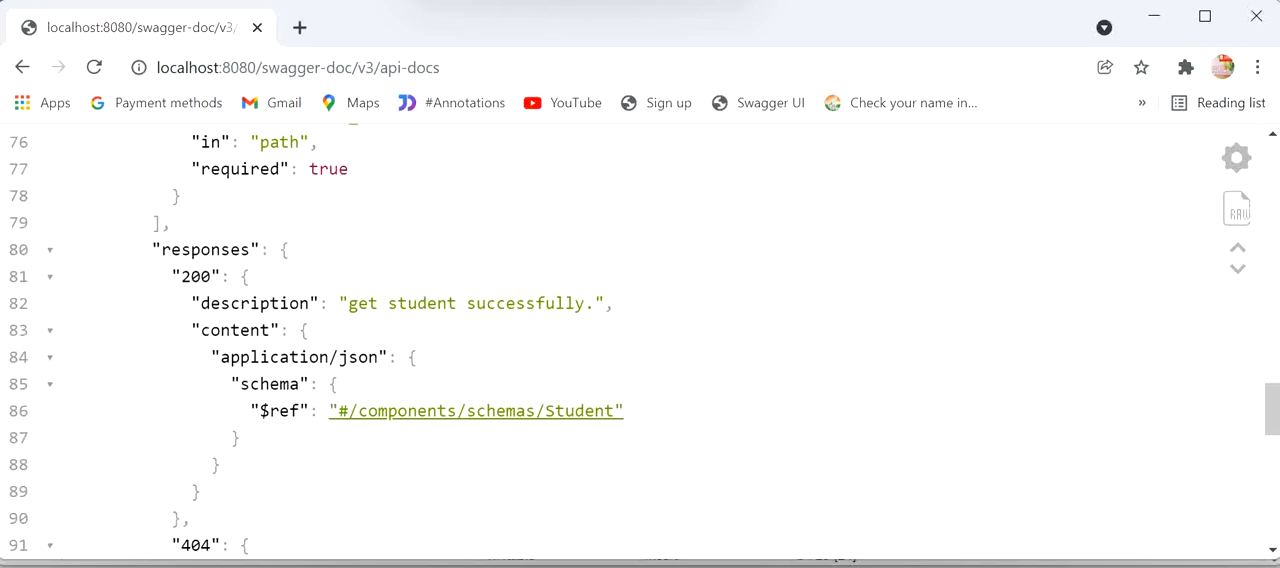 localhost:8080/swagger-doc/v3/
localhost:8080/swagger-doc/v3/api-docs
Apps Payment methods Gmail Maps #Annotations YouTube Sign up Swagger UI Check your name in... » Reading list
76 "in": "path",
77 "required": true
78 }
79 ],
80 "responses": {
81 "200": {
82 "description": "get student successfully.",
83 "content": {
84 "application/json": {
85 "schema": {
86 "$ref": "#/components/schemas/Student"
87 }
88 }
89 }
90 },
91 "404": {
RAW